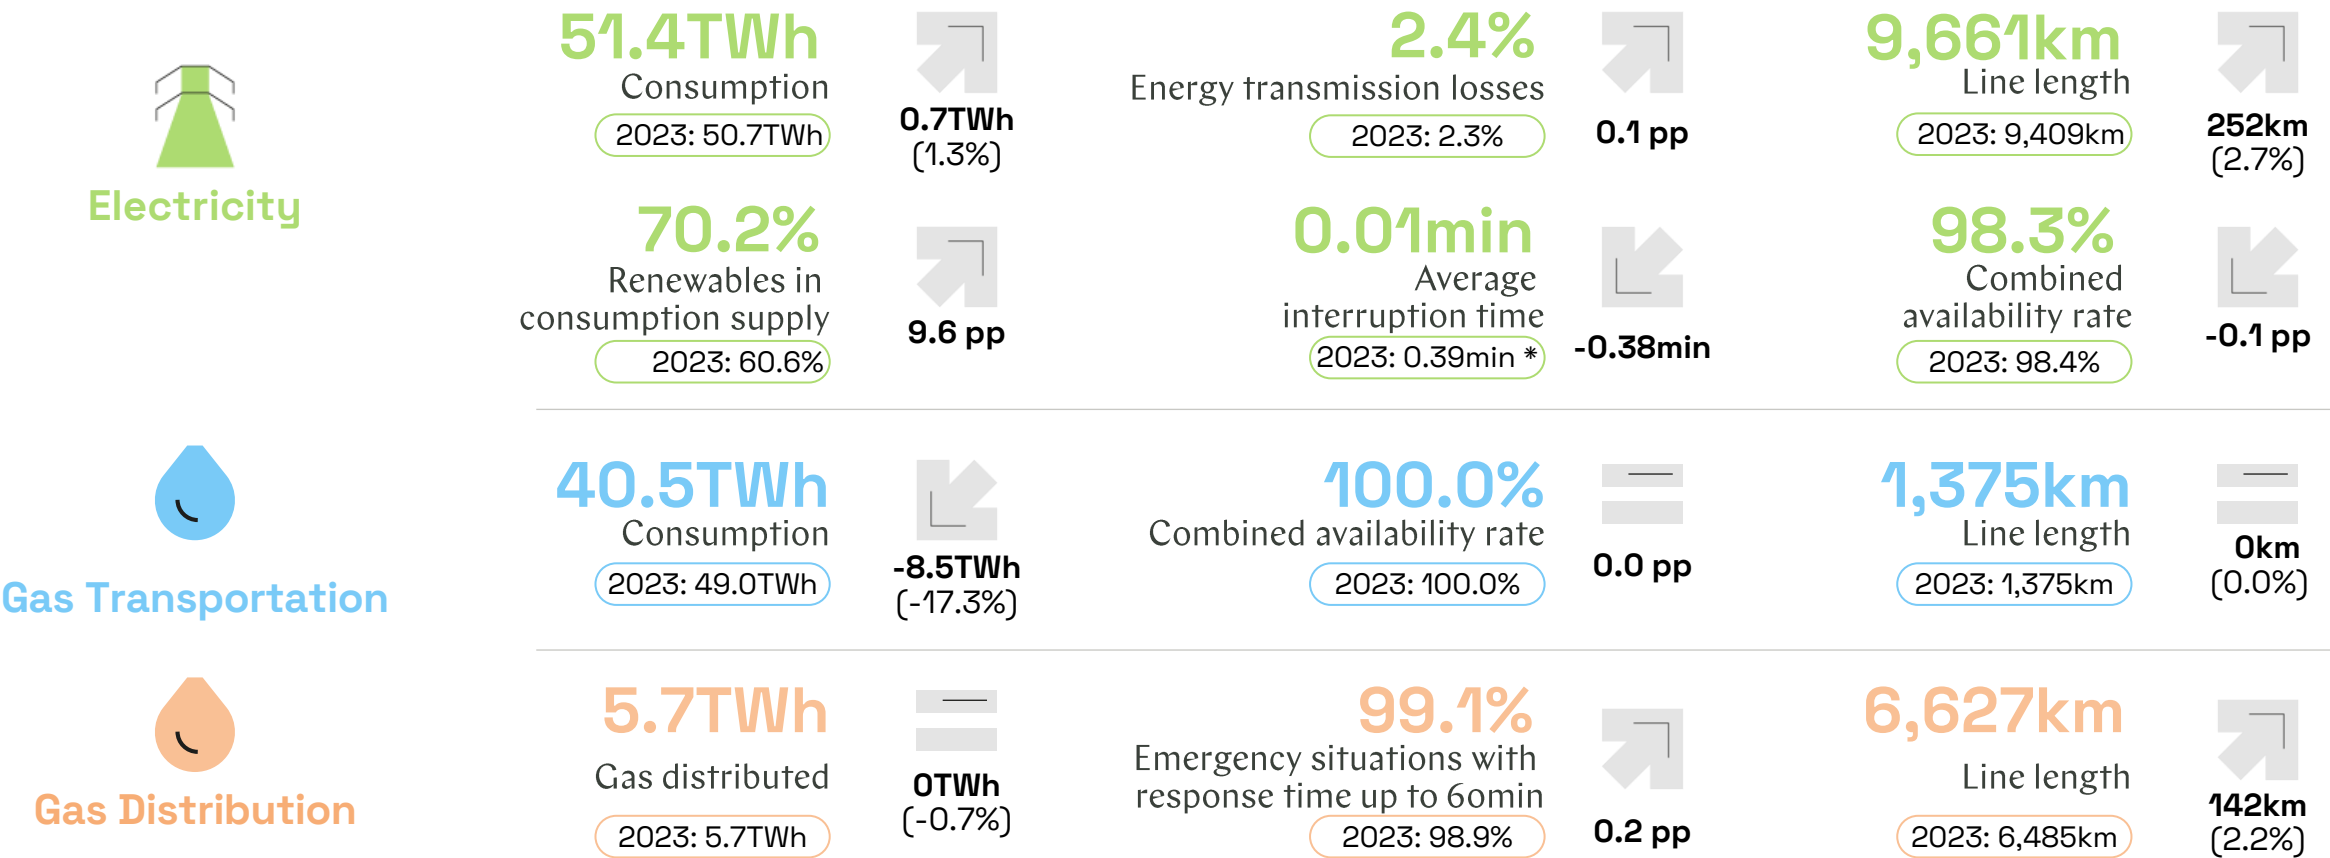 Electricity
51.4TWh
Consumption
2023: 50.7TWh
0.7TWh
(1.3%)
2.4%
Energy transmission losses
2023: 2.3%
0.1 pp
9,661km
Line length
2023: 9,409km
252km
(2.7%)
70.2%
Renewables in
consumption supply
2023: 60.6%
9.6 pp
0.01min
Average
interruption time
2023: 0.39min *
-0.38min
98.3%
Combined
availability rate
2023: 98.4%
-0.1 pp
Gas Transportation
40.5TWh
Consumption
2023: 49.0TWh
-8.5TWh
(-17.3%)
100.0%
Combined availability rate
2023: 100.0%
0.0 pp
1,375km
Line length
2023: 1,375km
0km
(0.0%)
Gas Distribution
5.7TWh
Gas distributed
2023: 5.7TWh
0TWh
(-0.7%)
99.1%
Emergency situations with
response time up to 60min
2023: 98.9%
0.2 pp
6,627km
Line length
2023: 6,485km
142km
(2.2%)